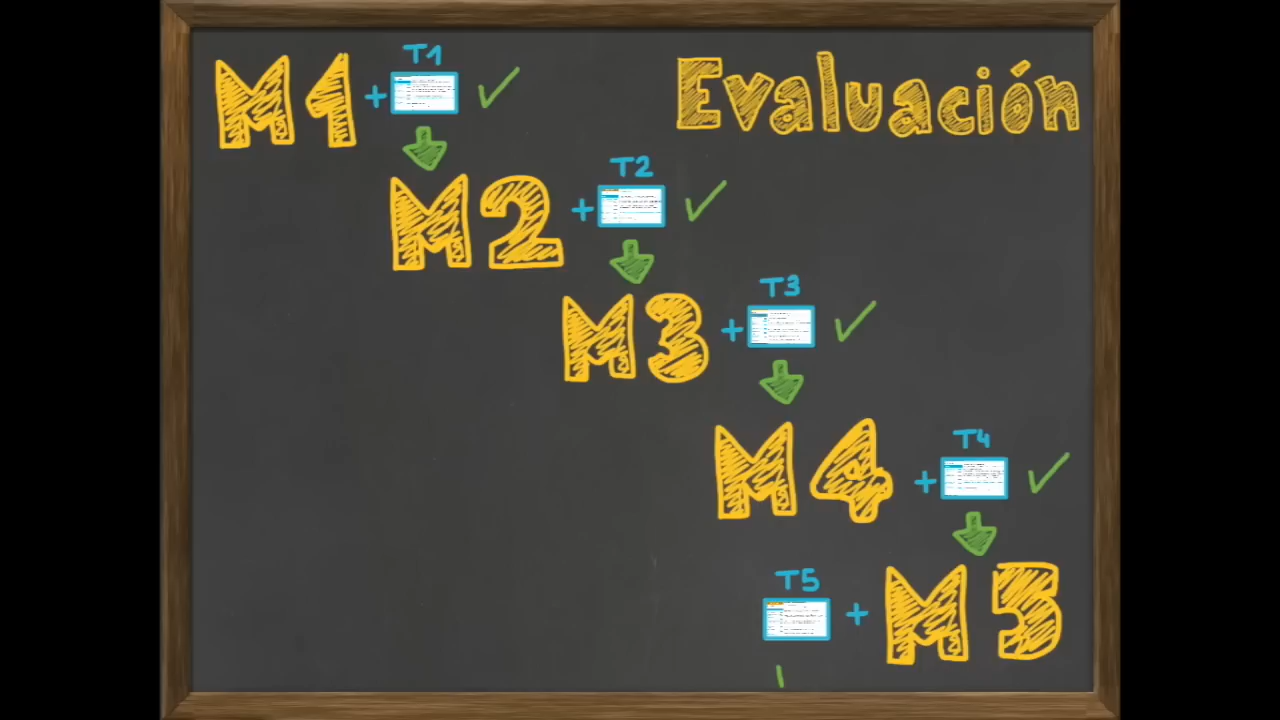 Evaluación
T1
M1 +
T2
M2 +
T3
M3 +
T4
M4 +
T5
+ M5